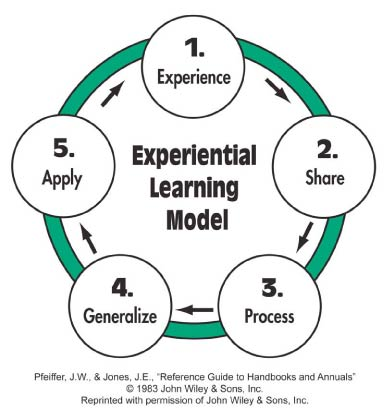 1.
Experience
2.
Share
3.
Process
4.
Generalize
5.
Apply
Experiential
Learning
Model
Pfeiffer, J.W., & Jones, J.E., "Reference Guide to Handbooks and Annuals"
© 1983 John Wiley & Sons, Inc.
Reprinted with permission of John Wiley & Sons, Inc.